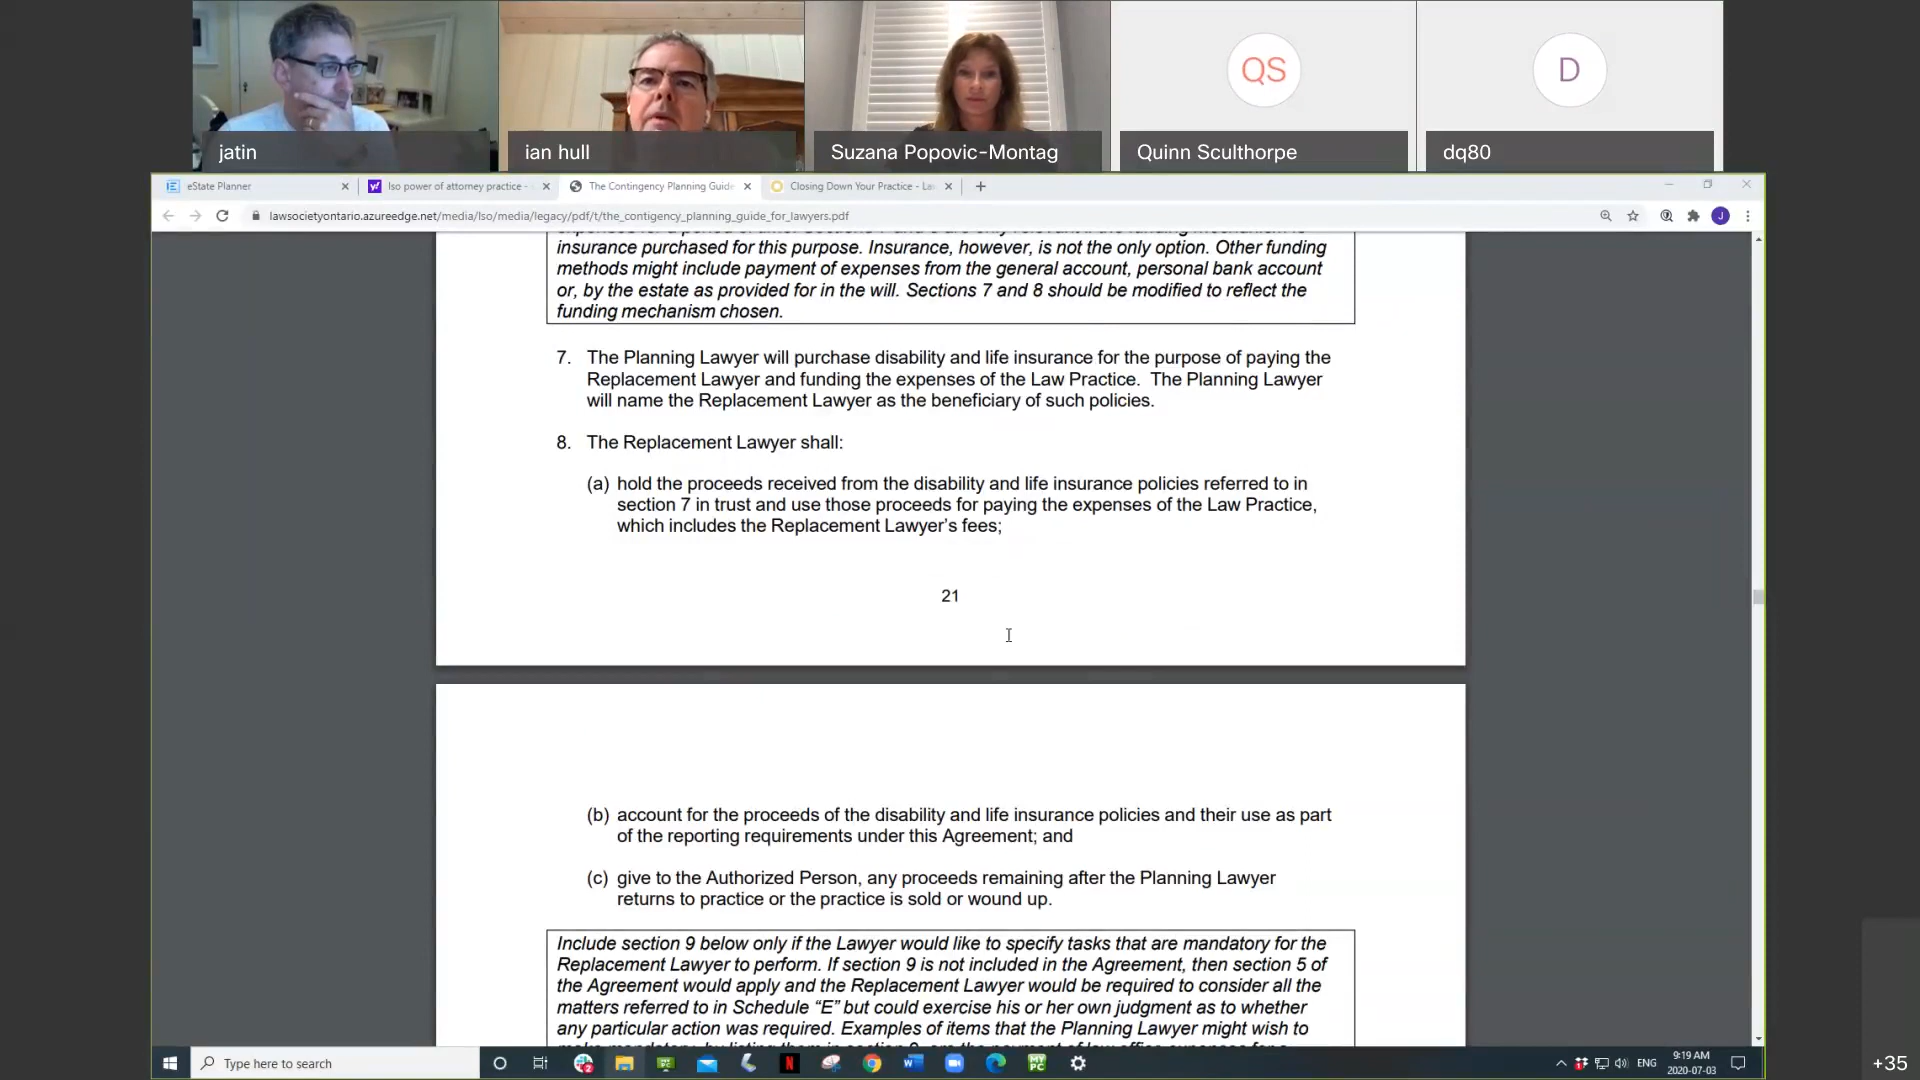 QS
D
jatin
ian hull
Suzana Popovic-Montag
Quinn Sculthorpe
dq80
eState Planner
lso power of attorney practice -
The Contingency Planning Guide
Closing Down Your Practice - La
lawsocietyontario.azureedge.net/media/lso/media/legacy/pdf/t/the_contigency_planning_guide_for_lawyers.pdf
J
insurance purchased for this purpose. Insurance, however, is not the only option. Other funding
methods might include payment of expenses from the general account, personal bank account
or, by the estate as provided for in the will. Sections 7 and 8 should be modified to reflect the
funding mechanism chosen.
7. The Planning Lawyer will purchase disability and life insurance for the purpose of paying the
Replacement Lawyer and funding the expenses of the Law Practice. The Planning Lawyer
will name the Replacement Lawyer as the beneficiary of such policies.
8. The Replacement Lawyer shall:
(a) hold the proceeds received from the disability and life insurance policies referred to in
section 7 in trust and use those proceeds for paying the expenses of the Law Practice,
which includes the Replacement Lawyer’s fees;
21
(b) account for the proceeds of the disability and life insurance policies and their use as part
of the reporting requirements under this Agreement; and
(c) give to the Authorized Person, any proceeds remaining after the Planning Lawyer
returns to practice or the practice is sold or wound up.
Include section 9 below only if the Lawyer would like to specify tasks that are mandatory for the
Replacement Lawyer to perform. If section 9 is not included in the Agreement, then section 5 of
the Agreement would apply and the Replacement Lawyer would be required to consider all the
matters referred to in Schedule “E” but could exercise his or her own judgment as to whether
any particular action was required. Examples of items that the Planning Lawyer might wish to
Type here to search
ENG
9:19 AM
2020-07-03
+35